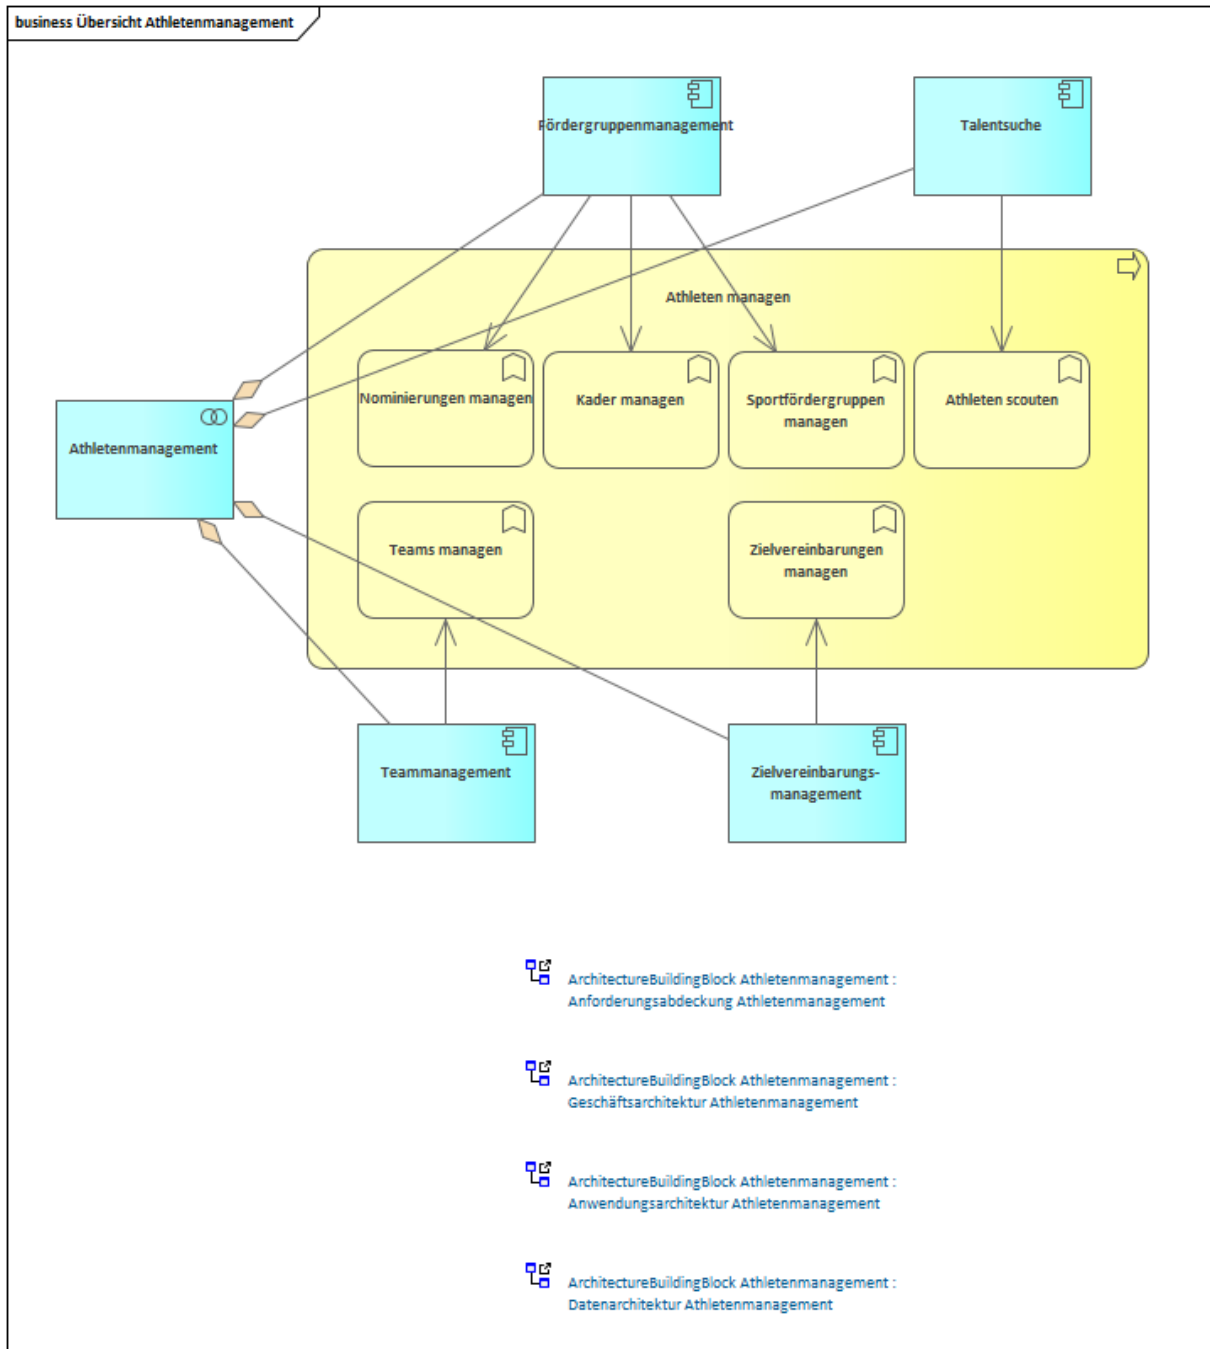 business Übersicht Athletenmanagement
Fördergruppenmanagement
Talentsuche
Athleten managen
Nominierungen managen
Kader managen
Sportfördergruppen
managen
Athleten scouten
Athletenmanagement
Teams managen
Zielvereinbarungen
managen
Teammanagement
Zielvereinbarungs-
management
ArchitectureBuildingBlock Athletenmanagement :
Anforderungsabdeckung Athletenmanagement
ArchitectureBuildingBlock Athletenmanagement :
Geschäftsarchitektur Athletenmanagement
ArchitectureBuildingBlock Athletenmanagement :
Anwendungsarchitektur Athletenmanagement
ArchitectureBuildingBlock Athletenmanagement :
Datenarchitektur Athletenmanagement